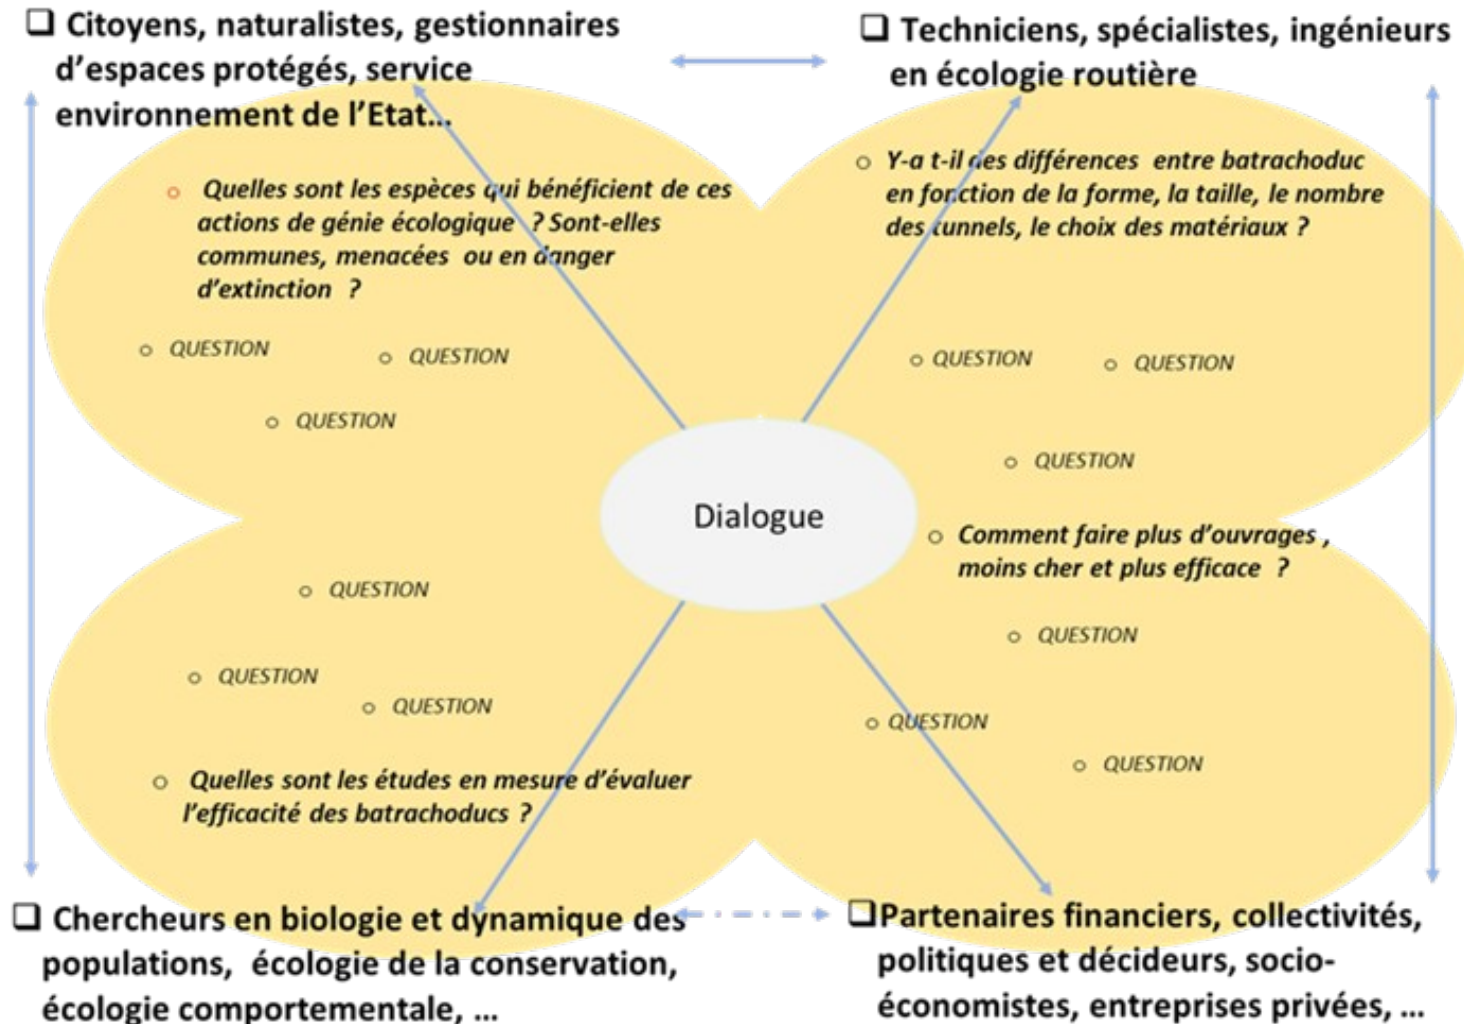 ❑ Citoyens, naturalistes, gestionnaires
d'espaces protégés, service
environnement de l'Etat...
❑ Techniciens, spécialistes, ingénieurs
en écologie routière
○ Quelles sont les espèces qui bénéficient de ces
actions de génie écologique ? Sont-elles
communes, menacées ou en danger
d'extinction ?
○ Y-a t-il des différences entre batrachoduc
en fonction de la forme, la taille, le nombre
des tunnels, le choix des matériaux ?
○ QUESTION
○ QUESTION
○ QUESTION
○ QUESTION
○ QUESTION
○ QUESTION
Dialogue
○ Comment faire plus d'ouvrages ,
moins cher et plus efficace ?
○ QUESTION
○ QUESTION
○ QUESTION
○ Quelles sont les études en mesure d'évaluer
l'efficacité des batrachoducs ?
○ QUESTION
○ QUESTION
○ QUESTION
❑ Chercheurs en biologie et dynamique des
populations, écologie de la conservation,
écologie comportementale, ...
❑ Partenaires financiers, collectivités,
politiques et décideurs, socio-
économistes, entreprises privées, ...